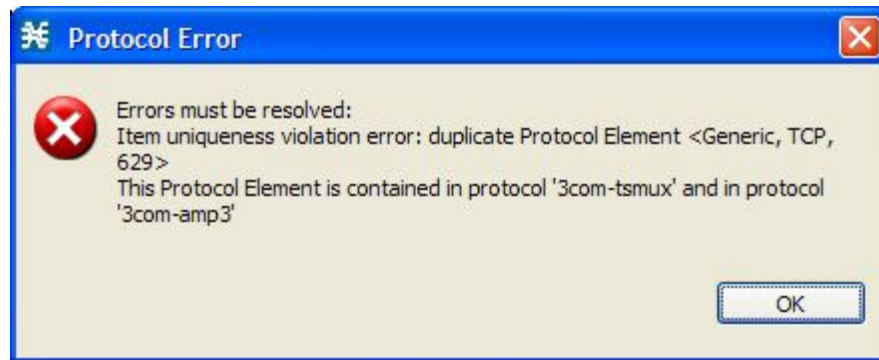 Protocol Error
Errors must be resolved:
Item uniqueness violation error: duplicate Protocol Element <Generic, TCP,
629>
This Protocol Element is contained in protocol '3com-tsmux' and in protocol
'3com-amp3'
OK